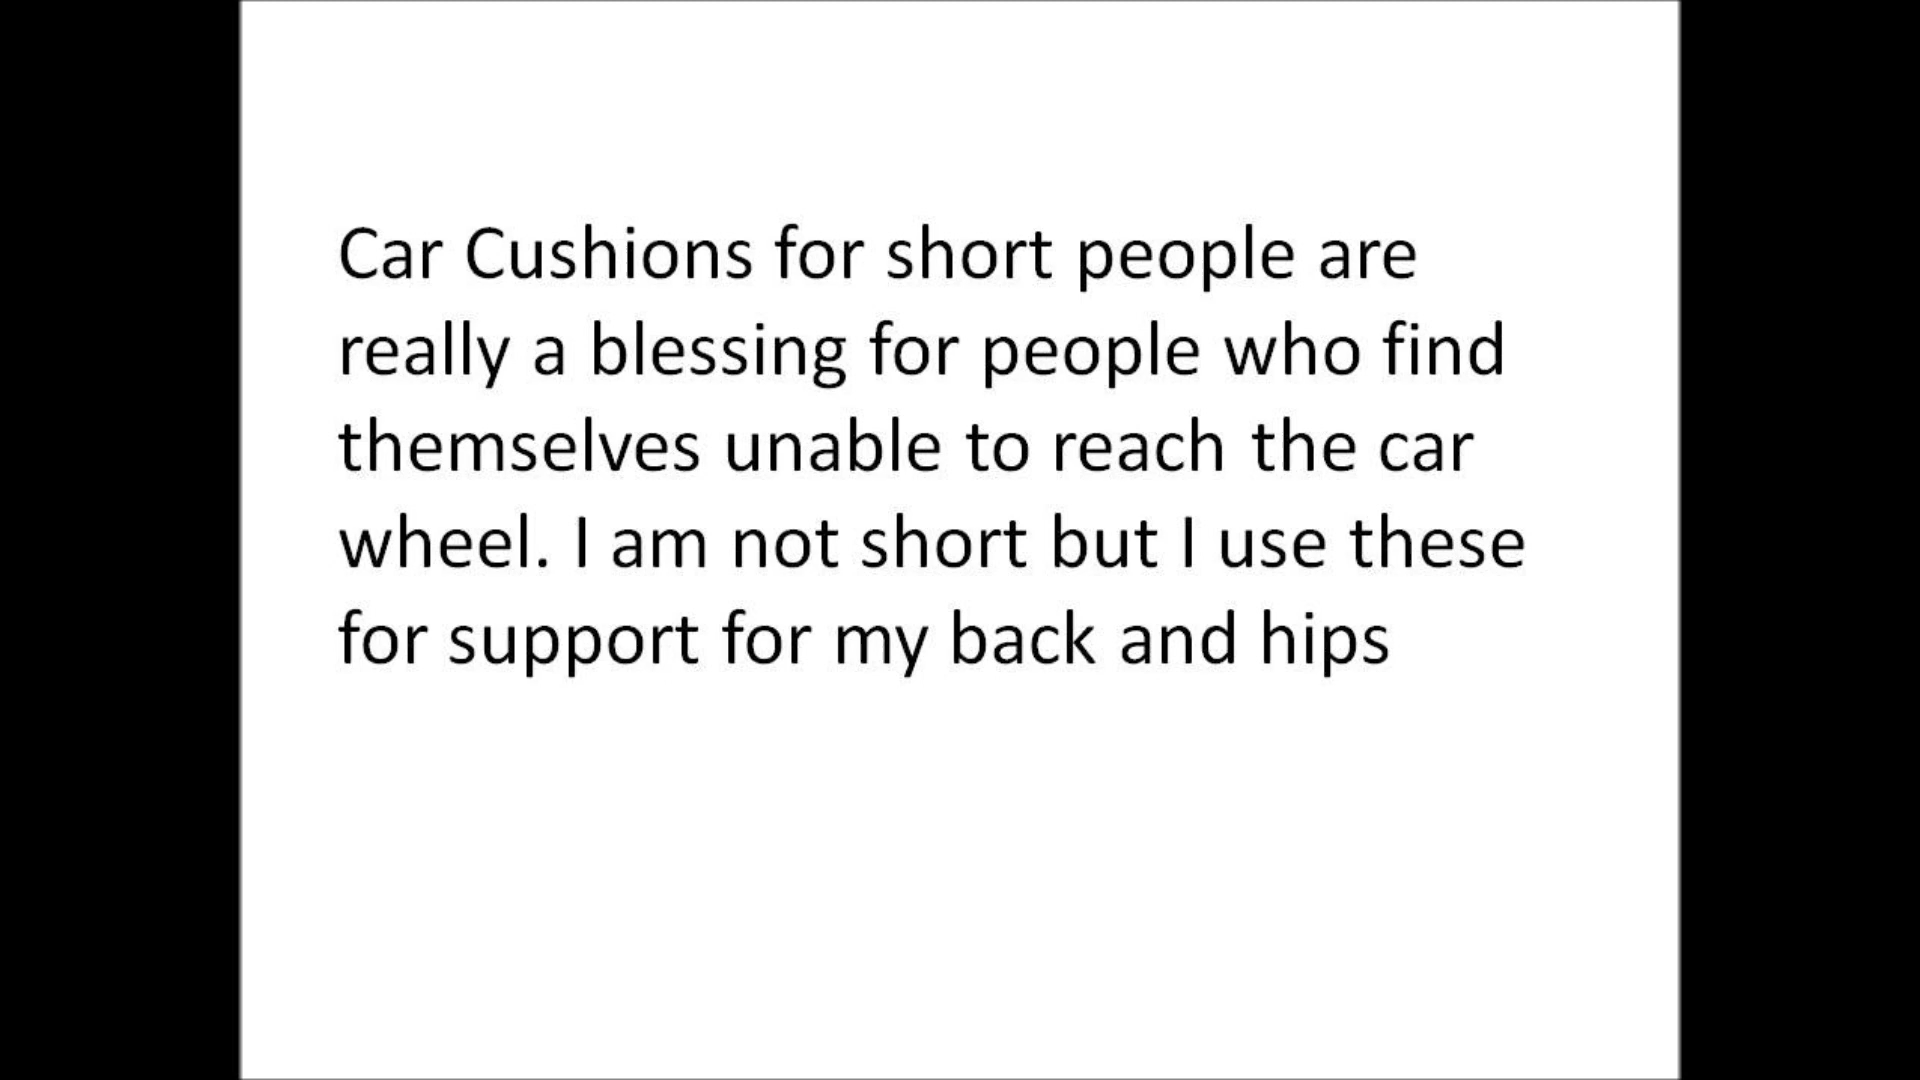 Car Cushions for short people are
really a blessing for people who find
themselves unable to reach the car
wheel. I am not short but I use these
for support for my back and hips